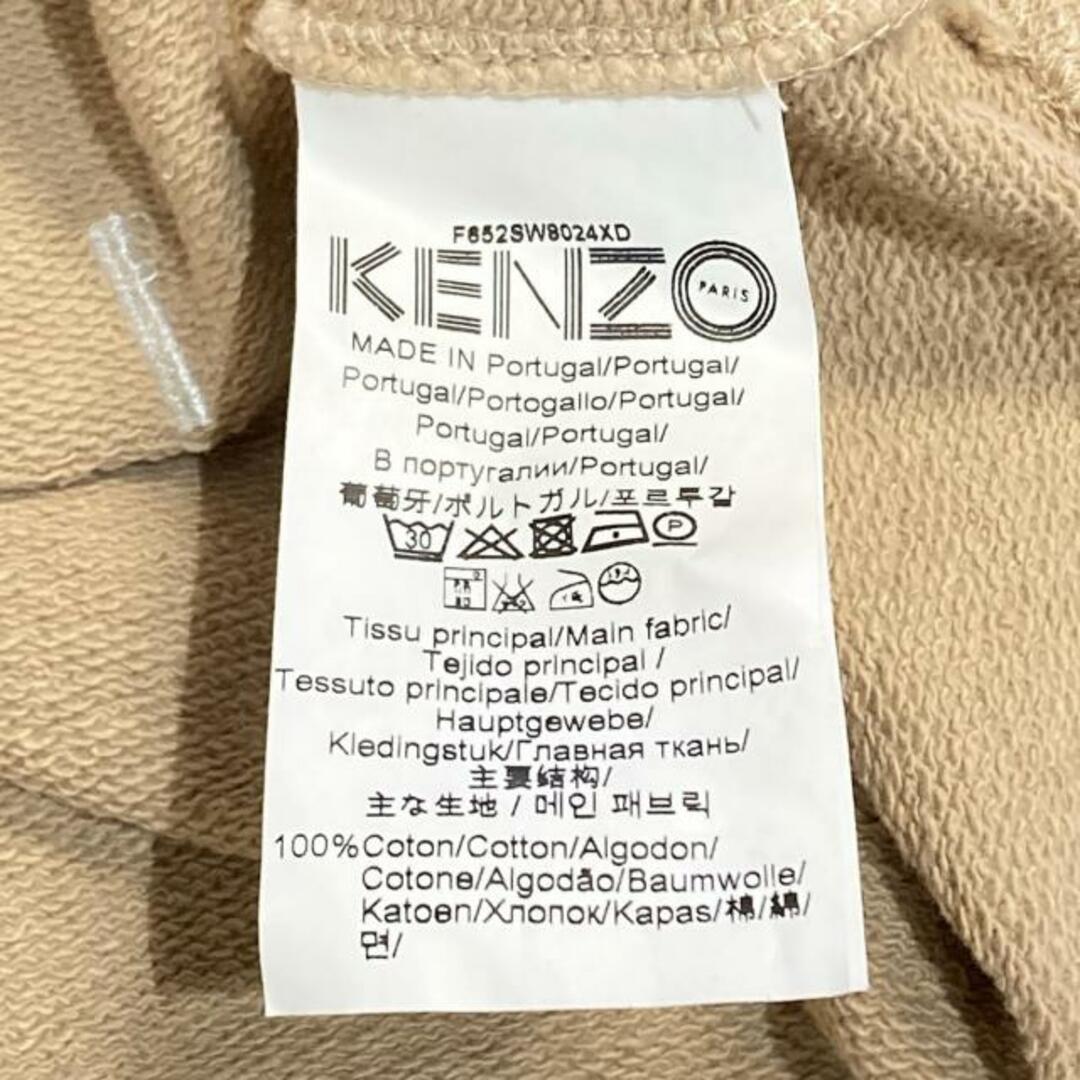 F652SW8024XD
KENZO PARIS
MADE IN Portugal/Portugal/
Portugal/Portogallo/Portugal/
Portugal/Portugal/
В португалии/Portugal/
葡萄牙/ポルトガル/포르투갈
30 P
Tissu principal/Main fabric/
Tejido principal /
Tessuto principale/Tecido principal/
Hauptgewebe/
Kledingstuk/Главная ткань/
主要结构/
主な生地 / 메인 패브릭
100%Coton/Cotton/Algodon/
Cotone/Algodão/Baumwolle/
Katoen/Хлопок/Kapas/棉/綿/
면/